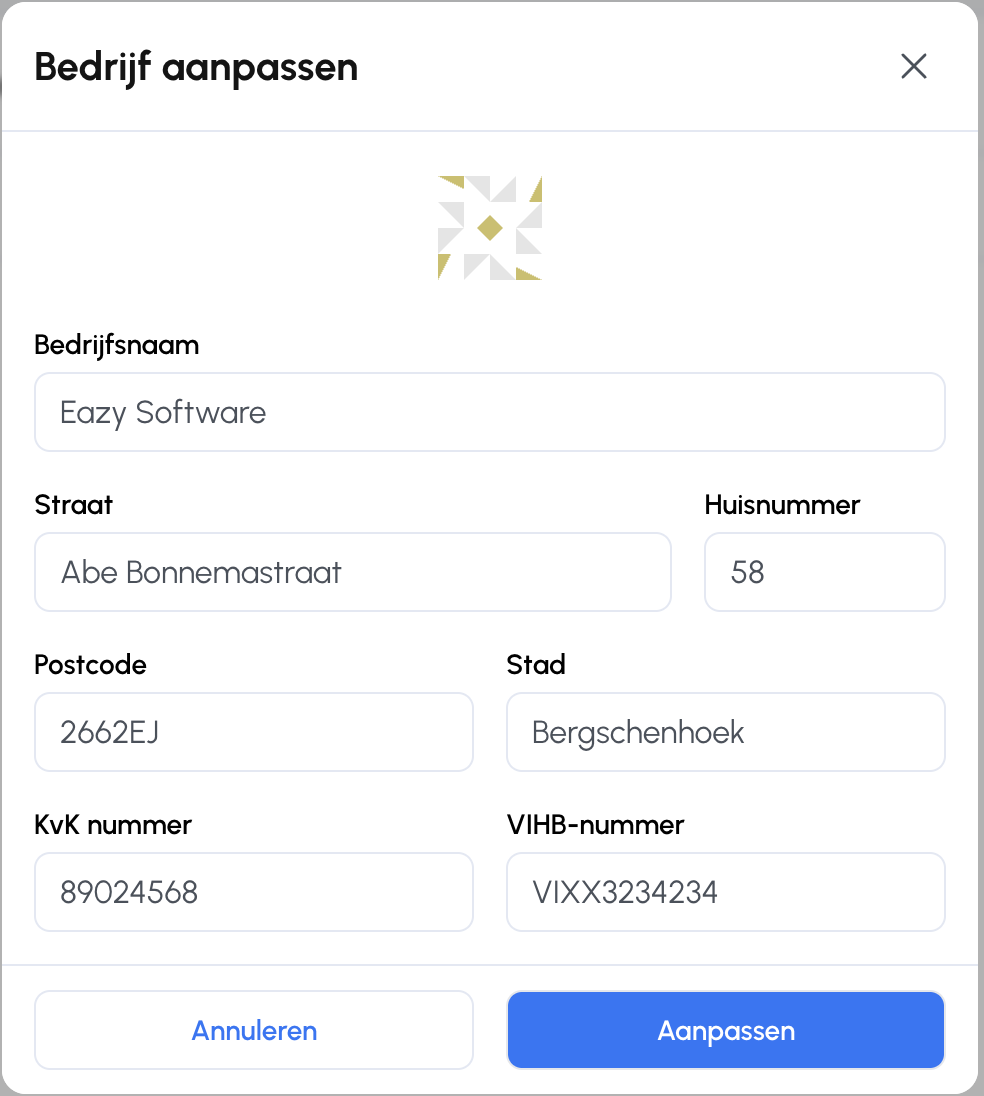 Bedrijf aanpassen
Bedrijfsnaam
Eazy Software
Straat
Huisnummer
Abe Bonnemastraat
58
Postcode
Stad
2662EJ
Bergschenhoek
KvK nummer
VIHB-nummer
89024568
VIXX3234234
Annuleren
Aanpassen